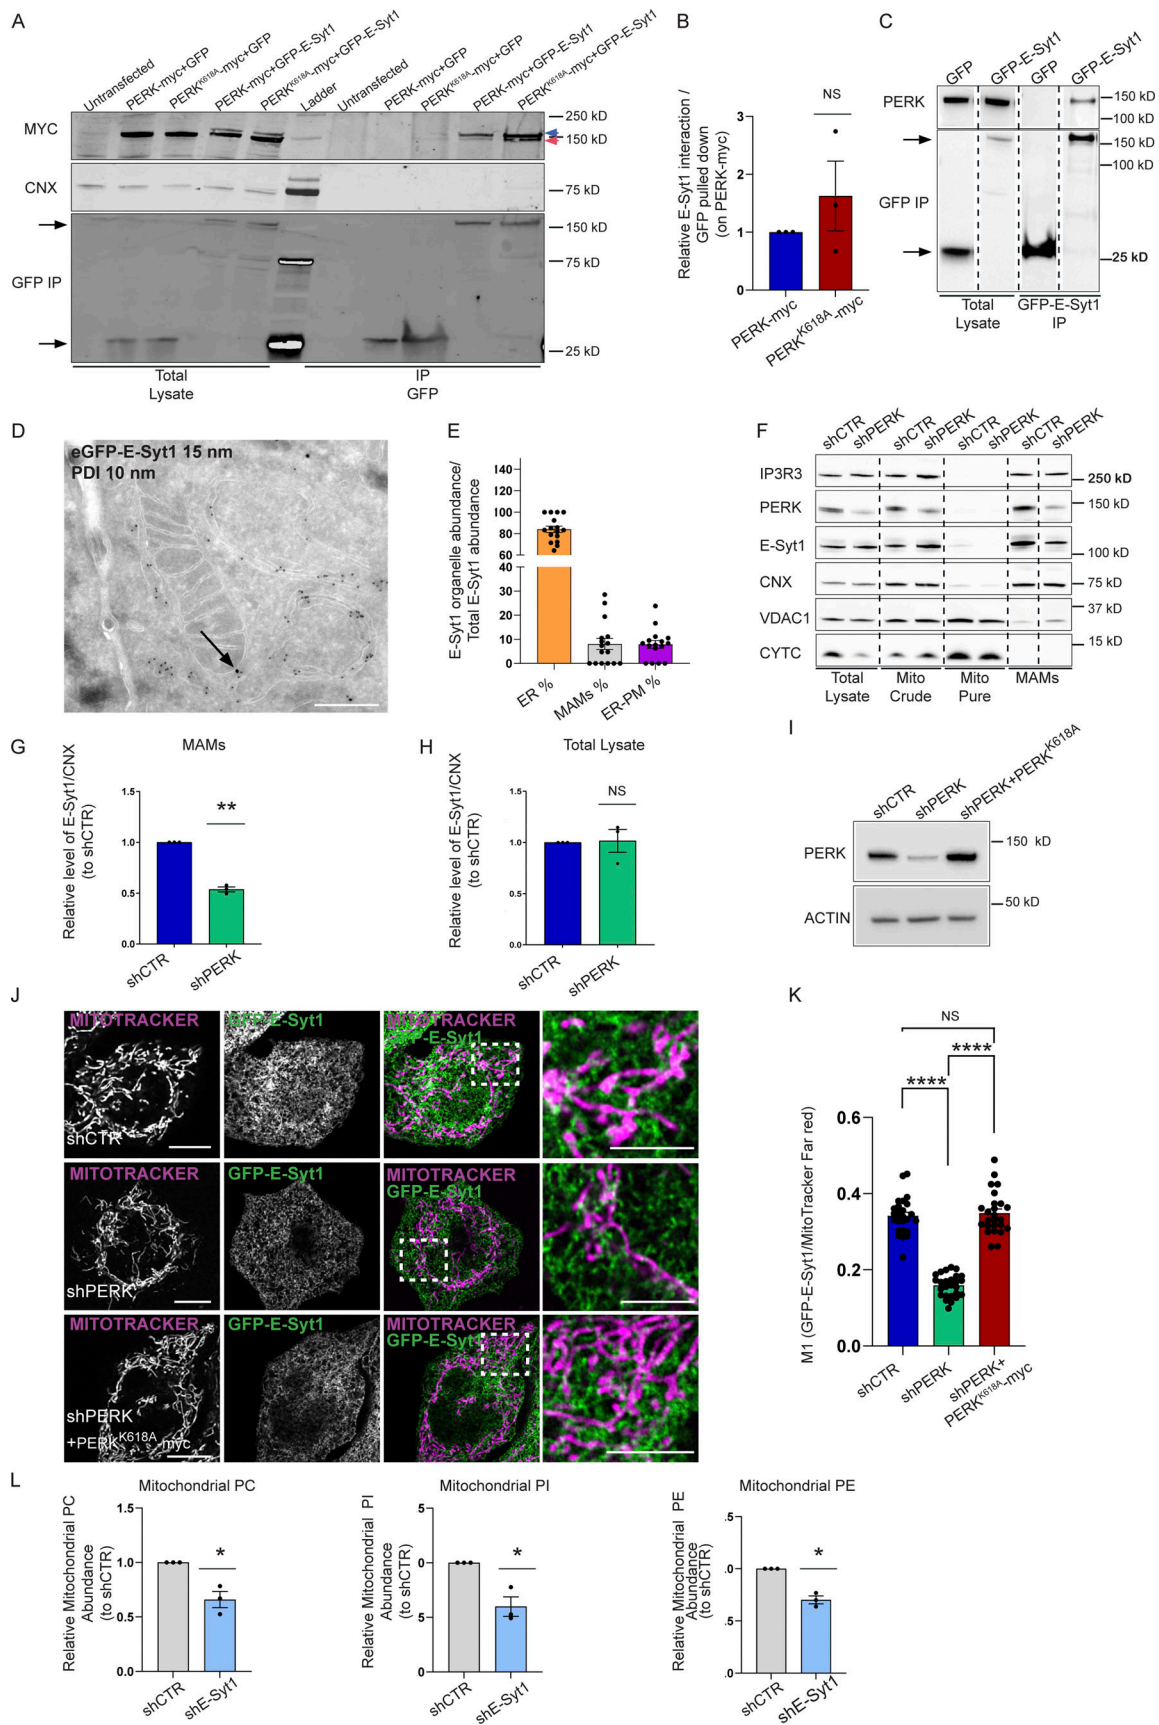 A
Untransfected
PERK-myc+GFP
PERKK618A-myc+GFP
PERK-myc+GFP-E-Syt1
PERKK618A-myc+GFP-E-Syt1
Ladder
Untransfected
PERK-myc+GFP
PERKK618A-myc+GFP
PERK-myc+GFP-E-Syt1
PERKK618A-myc+GFP-E-Syt1
MYC
250 kD
150 kD
CNX
75 kD
GFP IP
150 kD
75 kD
25 kD
Total
Lysate
IP
GFP
B
Relative E-Syt1 interaction /
GFP pulled down
(on PERK-myc)
NS
3
2
1
0
PERK-myc
PERKK618A-myc
C
GFP
GFP-E-Syt1
GFP
GFP-E-Syt1
PERK
150 kD
100 kD
150 kD
100 kD
GFP IP
25 kD
Total
Lysate
GFP-E-Syt1
IP
D
eGFP-E-Syt1 15 nm
PDI 10 nm
E
E-Syt1 organelle abundance/
Total E-Syt1 abundance
140
120
100
80
60
40
30
20
10
0
ER %
MAMs %
ER-PM %
F
shCTR
shPERK
shCTR
shPERK
shCTR
shPERK
shCTR
shPERK
IP3R3
250 kD
PERK
150 kD
E-Syt1
100 kD
CNX
75 kD
VDAC1
37 kD
CYTC
15 kD
Total
Lysate
Mito
Crude
Mito
Pure
MAMs
G
MAMs
Relative level of E-Syt1/CNX
(to shCTR)
**
1.5
1.0
0.5
0.0
shCTR
shPERK
H
Total Lysate
Relative level of E-Syt1/CNX
(to shCTR)
NS
1.5
1.0
0.5
0.0
shCTR
shPERK
I
shCTR
shPERK
shPERK+PERKK618A
PERK
150 kD
50 kD
ACTIN
J
MITOTRACKER
GFP-E-Syt1
MITOTRACKER
GFP-E-Syt1
shCTR
MITOTRACKER
GFP-E-Syt1
MITOTRACKER
GFP-E-Syt1
shPERK
MITOTRACKER
GFP-E-Syt1
MITOTRACKER
GFP-E-Syt1
shPERK
+PERKK618A myc
K
NS
****
****
M1 (GFP-E-Syt1/MitoTracker Far red)
0.6
0.4
0.2
0.0
shCTR
shPERK
shPERK+
PERKK618A-myc
L
Mitochondrial PC
Relative Mitochondrial PC
Abundance
(to shCTR)
*
1.5
1.0
0.5
0.0
shCTR
shE-Syt1
Mitochondrial PI
Relative Mitochondrial PI
Abundance
(to shCTR)
*
5
0
5
0
shCTR
shE-Syt1
Mitochondrial PE
Relative Mitochondrial PE
Abundance
(to shCTR)
*
.5
.0
.5
.0
shCTR
shE-Syt1